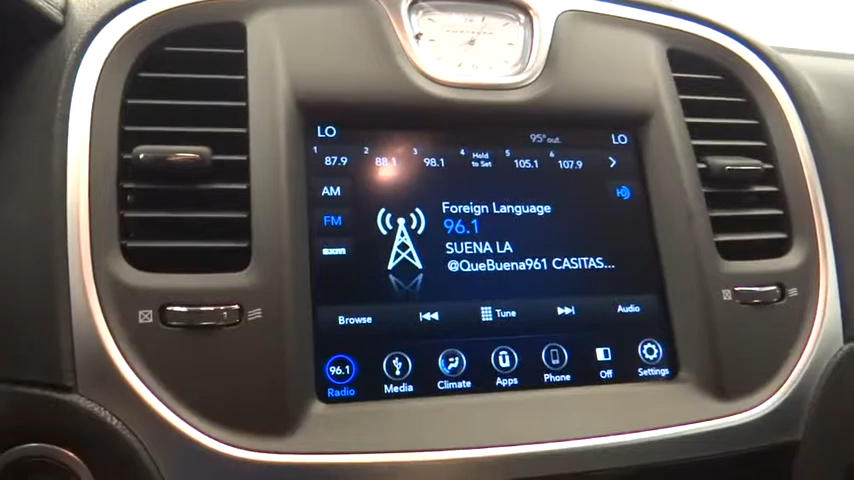 LO 95° out. LO
1 87.9 2 88.1 3 98.1 4 Hold to Set 5 105.1 6 107.9
AM
FM
SXM
HD
Foreign Language
96.1
SUENA LA
@QueBuena961 CASITAS...
Browse Tune Audio
96.1 Off
Radio Media Climate Apps Phone Settings